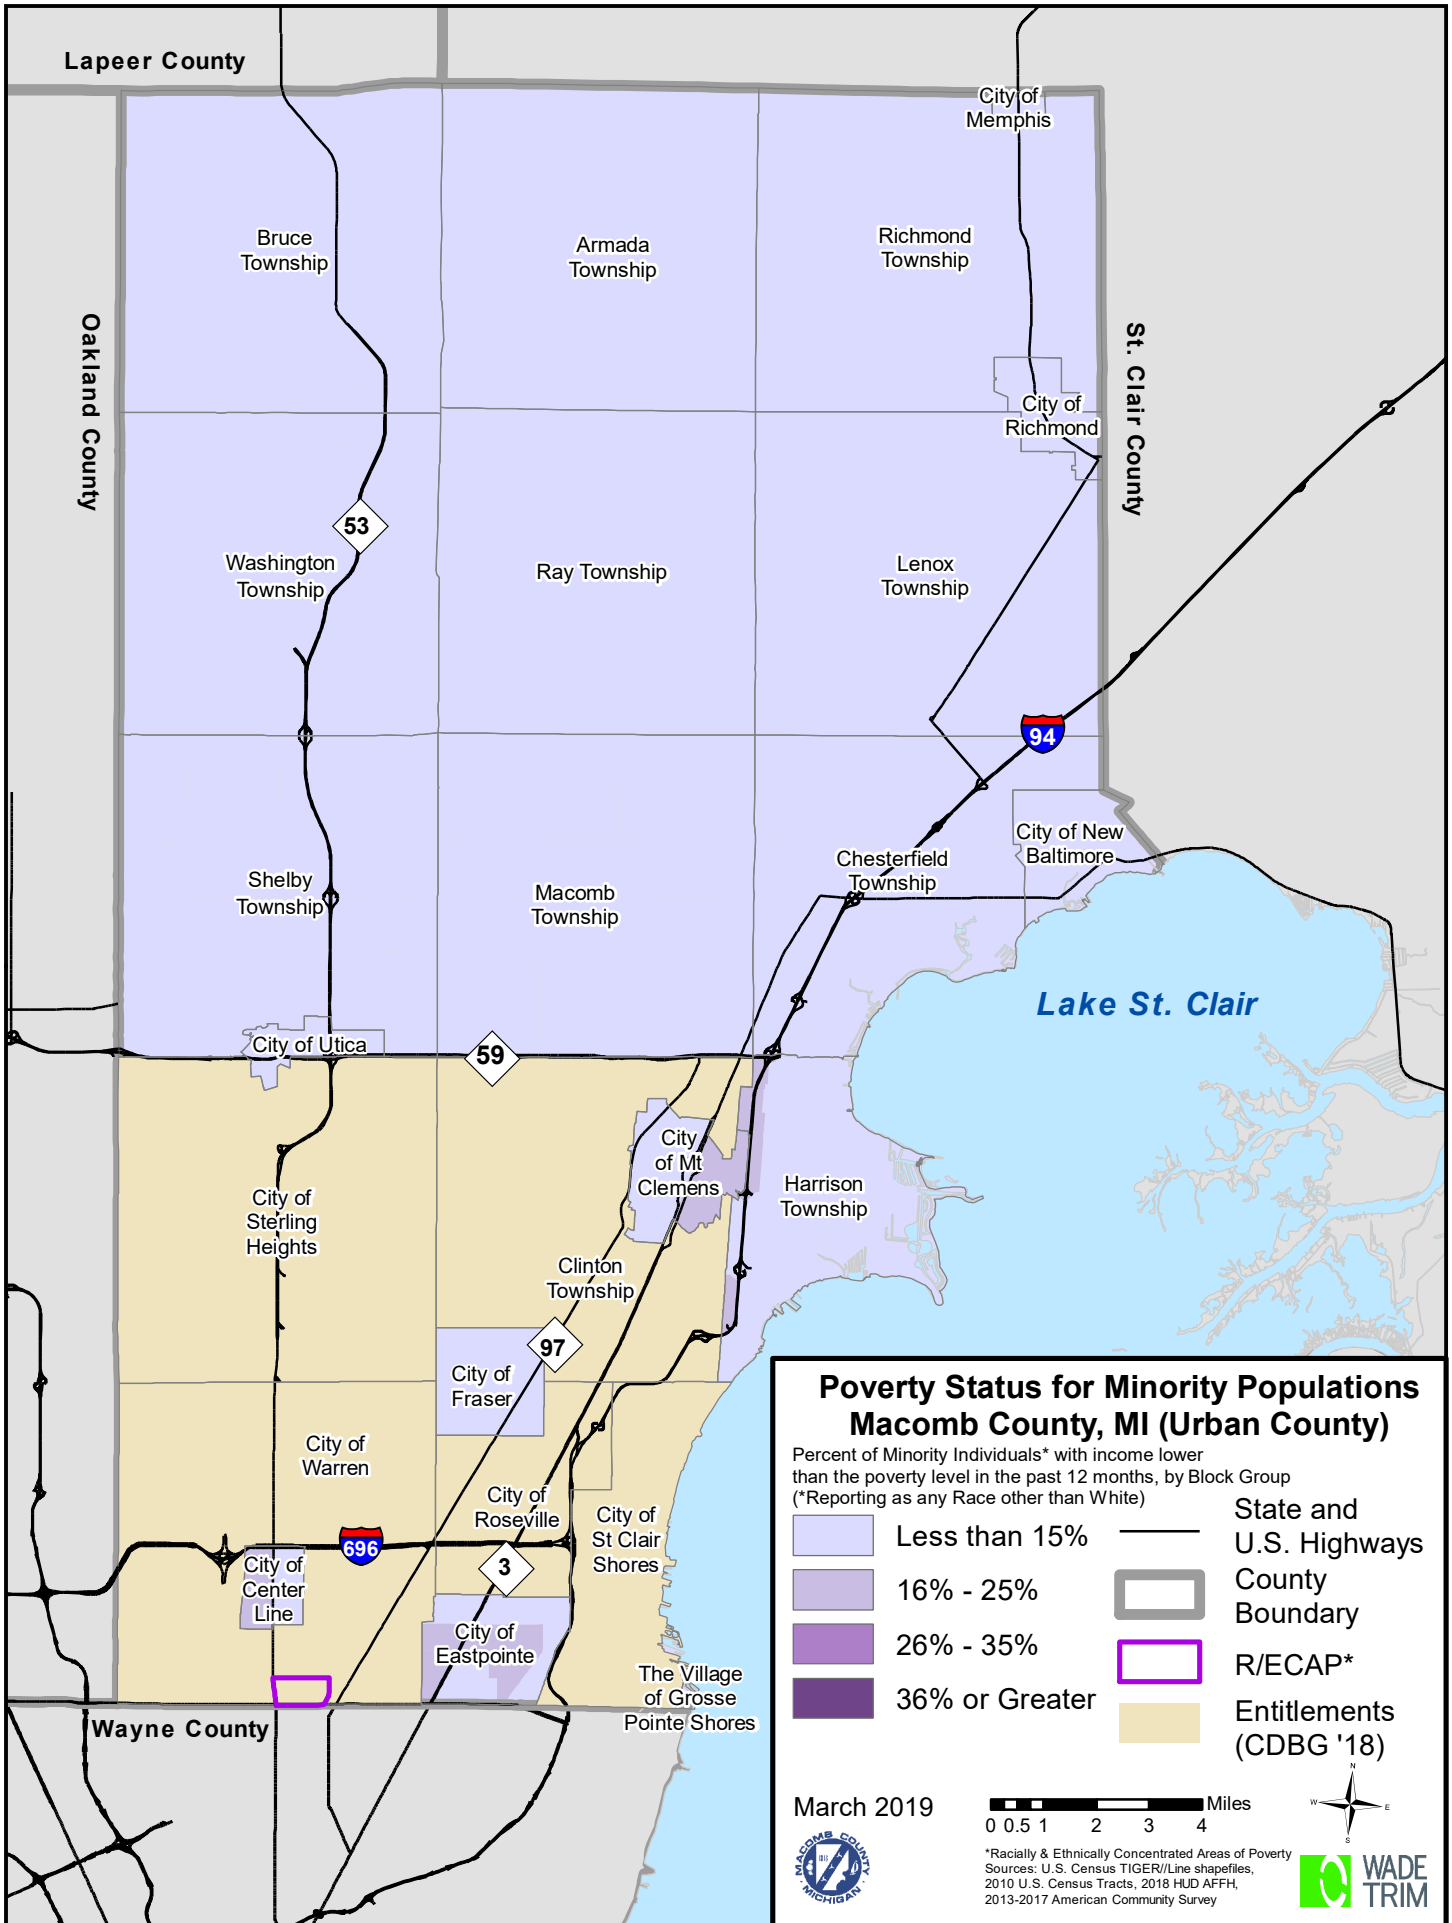 Lapeer County
City of
Memphis
Bruce
Township
Armada
Township
Richmond
Township
Oakland County
St. Clair County
City of
Richmond
53
Washington
Township
Ray Township
Lenox
Township
94
City of New
Baltimore
Chesterfield
Township
Shelby
Township
Macomb
Township
Lake St. Clair
City of Utica
59
City
of Mt
Clemens
Harrison
Township
City of
Sterling
Heights
Clinton
Township
97
City of
Fraser
City of
Warren
City of
Roseville
City of
St Clair
Shores
696
3
City of
Center
Line
City of
Eastpointe
The Village
of Grosse
Pointe Shores
Wayne County
Poverty Status for Minority Populations
Macomb County, MI (Urban County)
Percent of Minority Individuals* with income lower
than the poverty level in the past 12 months, by Block Group
(*Reporting as any Race other than White)
Less than 15%
16% - 25%
26% - 35%
36% or Greater
State and
U.S. Highways
County
Boundary
R/ECAP*
Entitlements
(CDBG '18)
March 2019
Miles
0 0.5 1 2 3 4
N
W E
S
*Racially & Ethnically Concentrated Areas of Poverty
Sources: U.S. Census TIGER//Line shapefiles,
2010 U.S. Census Tracts, 2018 HUD AFFH,
2013-2017 American Community Survey
MACOMB COUNTY
MICHIGAN
WADE
TRIM